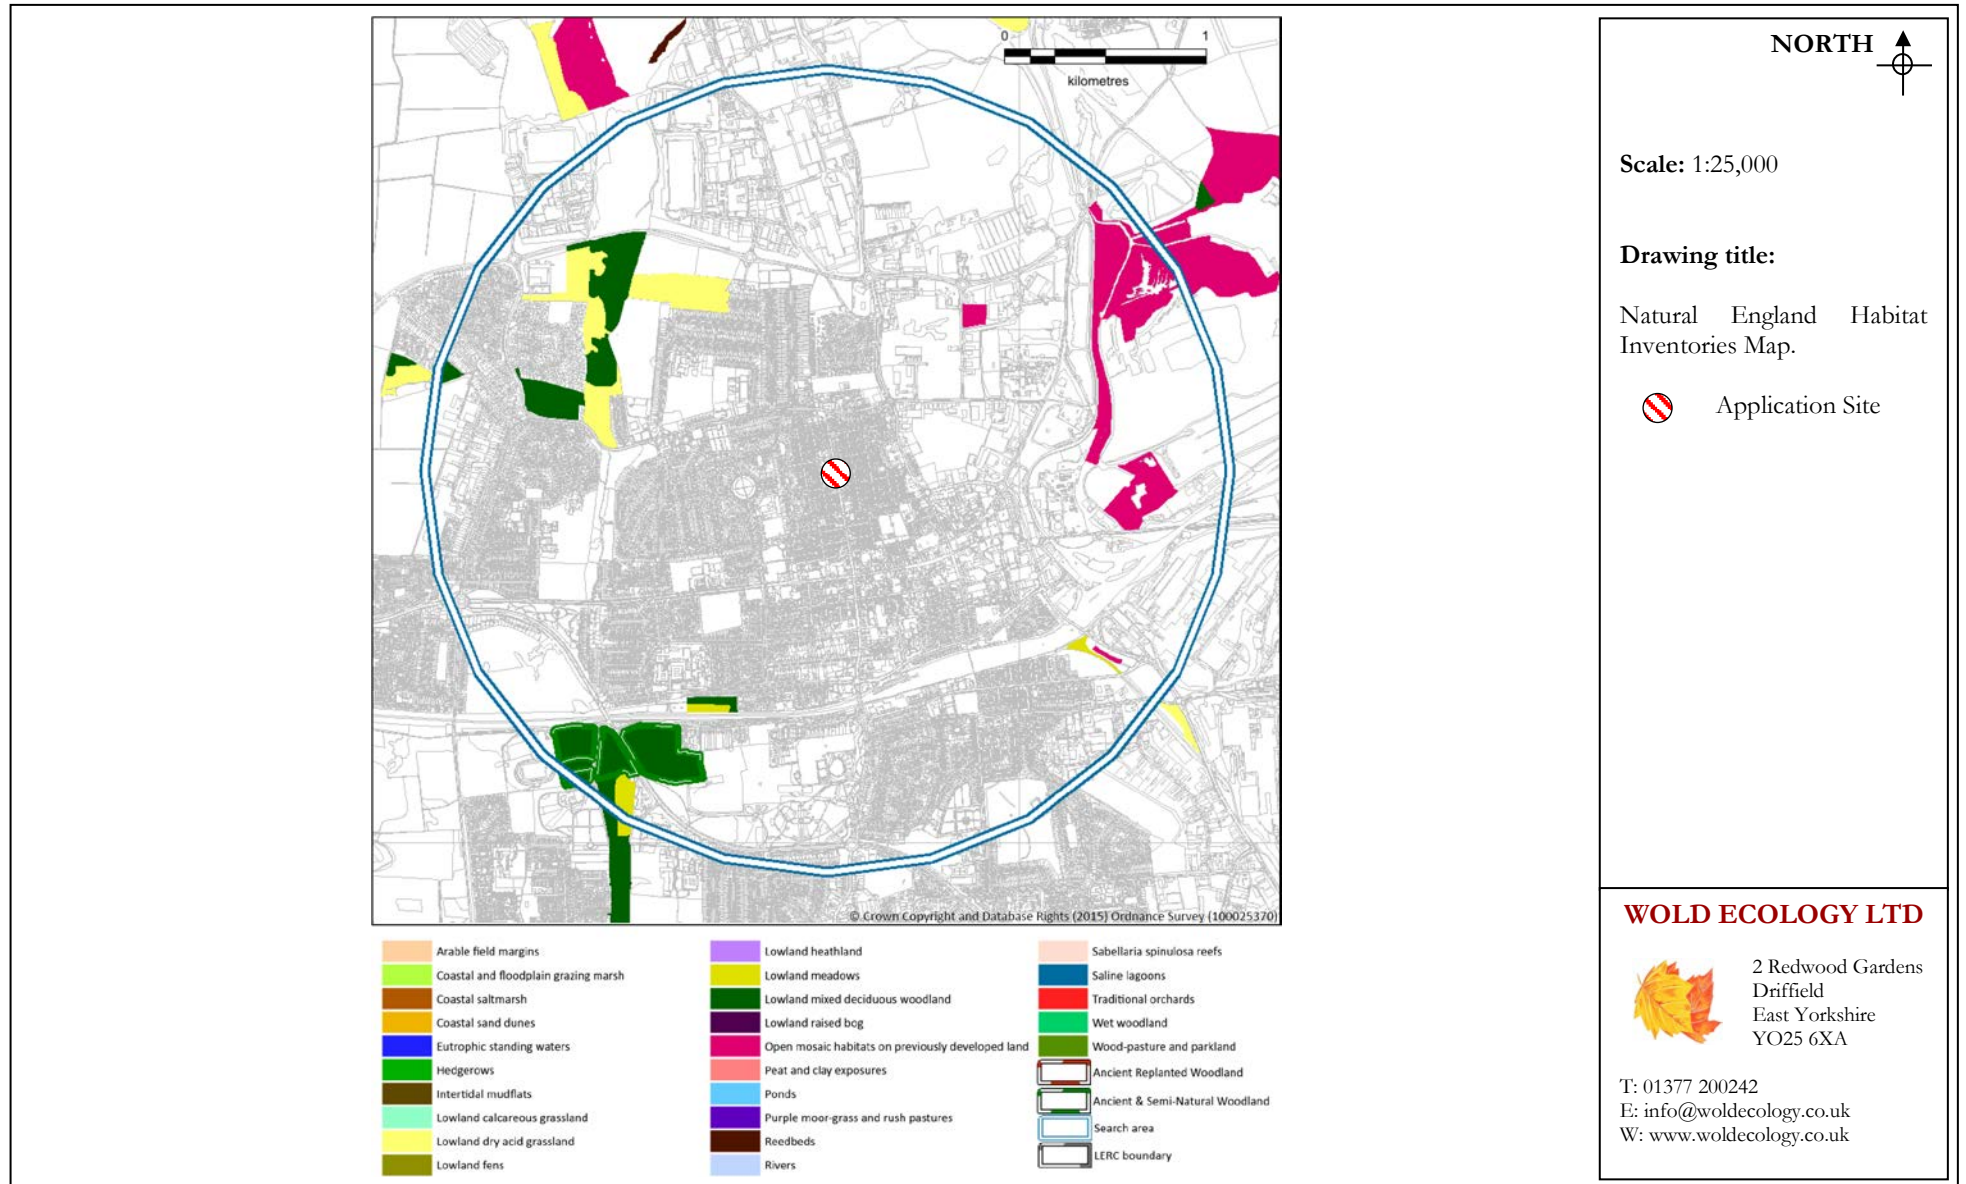 0 1
kilometres
© Crown Copyright and Database Rights (2015) Ordnance Survey (100025370)
Arable field margins
Coastal and floodplain grazing marsh
Coastal saltmarsh
Coastal sand dunes
Eutrophic standing waters
Hedgerows
Intertidal mudflats
Lowland calcareous grassland
Lowland dry acid grassland
Lowland fens
Lowland heathland
Lowland meadows
Lowland mixed deciduous woodland
Lowland raised bog
Open mosaic habitats on previously developed land
Peat and clay exposures
Ponds
Purple moor-grass and rush pastures
Reedbeds
Rivers
Sabellaria spinulosa reefs
Saline lagoons
Traditional orchards
Wet woodland
Wood-pasture and parkland
Ancient Replanted Woodland
Ancient & Semi-Natural Woodland
Search area
LERC boundary
NORTH
Scale: 1:25,000
Drawing title:
Natural England Habitat
Inventories Map.
Application Site
WOLD ECOLOGY LTD
2 Redwood Gardens
Driffield
East Yorkshire
YO25 6XA
T: 01377 200242
E: info@woldecology.co.uk
W: www.woldecology.co.uk